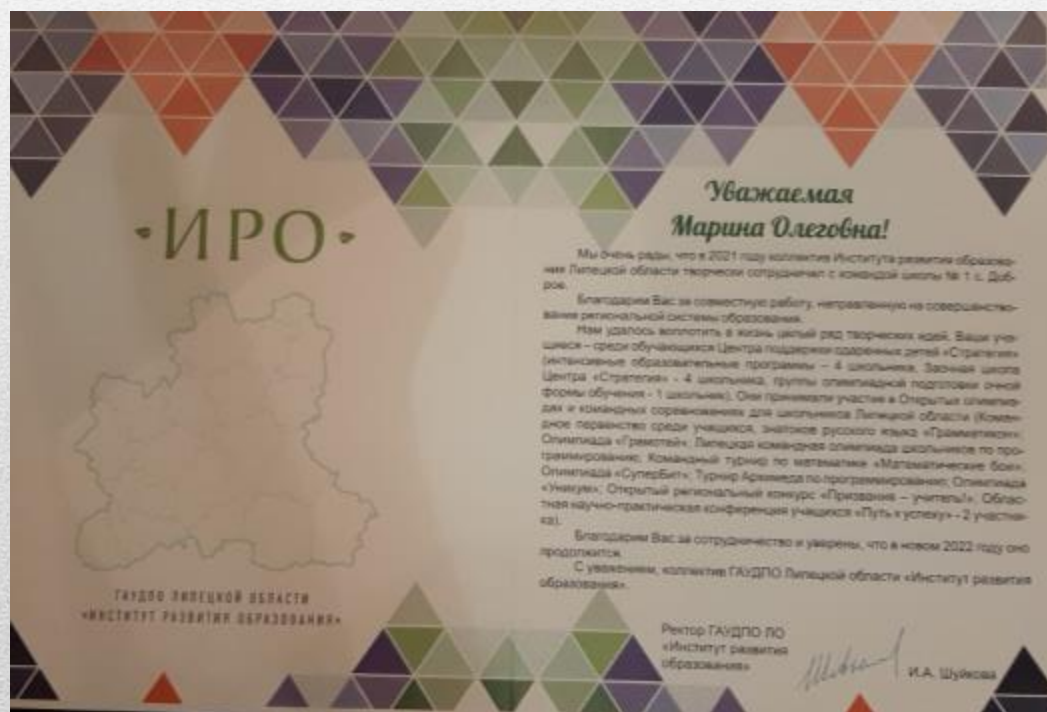 ИРО
ГАУДПО ЛИПЕЦКОЙ ОБЛАСТИ
«ИНСТИТУТ РАЗВИТИЯ ОБРАЗОВАНИЯ»
Уважаемая
Марина Олеговна!
Мы очень рады, что в 2021 году коллектив Института развития образова-
ния Липецкой области творчески сотрудничал с командой школы № 1 с. Доб-
рое.
Благодарим Вас за совместную работу, направленную на совершенство-
вание региональной системы образования.
Нам удалось воплотить в жизнь целый ряд творческих идей. Ваши уча-
щиеся – среди обучающихся Центра поддержки одаренных детей «Стратегия»
(интенсивные образовательные программы – 4 школьника, Заочная школа
Центра «Стратегия» - 4 школьника, группы олимпиадной подготовки очной
формы обучения - 1 школьник). Они принимали участие в Открытых олимпиа-
дах и командных соревнованиях для школьников Липецкой области (Коман-
дное первенство среди учащихся, знатоков русского языка «Грамматикон»;
Олимпиада «Грамотей»; Липецкая командная олимпиада школьников по про-
граммированию; Командный турнир по математике «Математические бои»;
Олимпиада «СуперБит»; Турнир Архимеда по программированию; Олимпиада
«Уникум»; Открытый региональный конкурс «Призвание – учитель!»; Облас-
тная научно-практическая конференция учащихся «Путь к успеху» - 2 участни-
ка).
Благодарим Вас за сотрудничество и уверены, что в новом 2022 году оно
продолжится.
С уважением, коллектив ГАУДПО Липецкой области «Институт развития
образования».
Ректор ГАУДПО ЛО
«Институт развития
образования»
И.А. Шуйкова